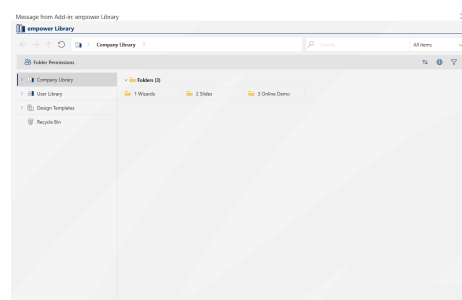 Message from Add-in: empower Library
empower Library
Company Library
Search
All items
Folder Permissions
Company Library
Folders (3)
User Library
1 Wizards
2 Slides
3 Online Demo
Design Templates
Recycle Bin